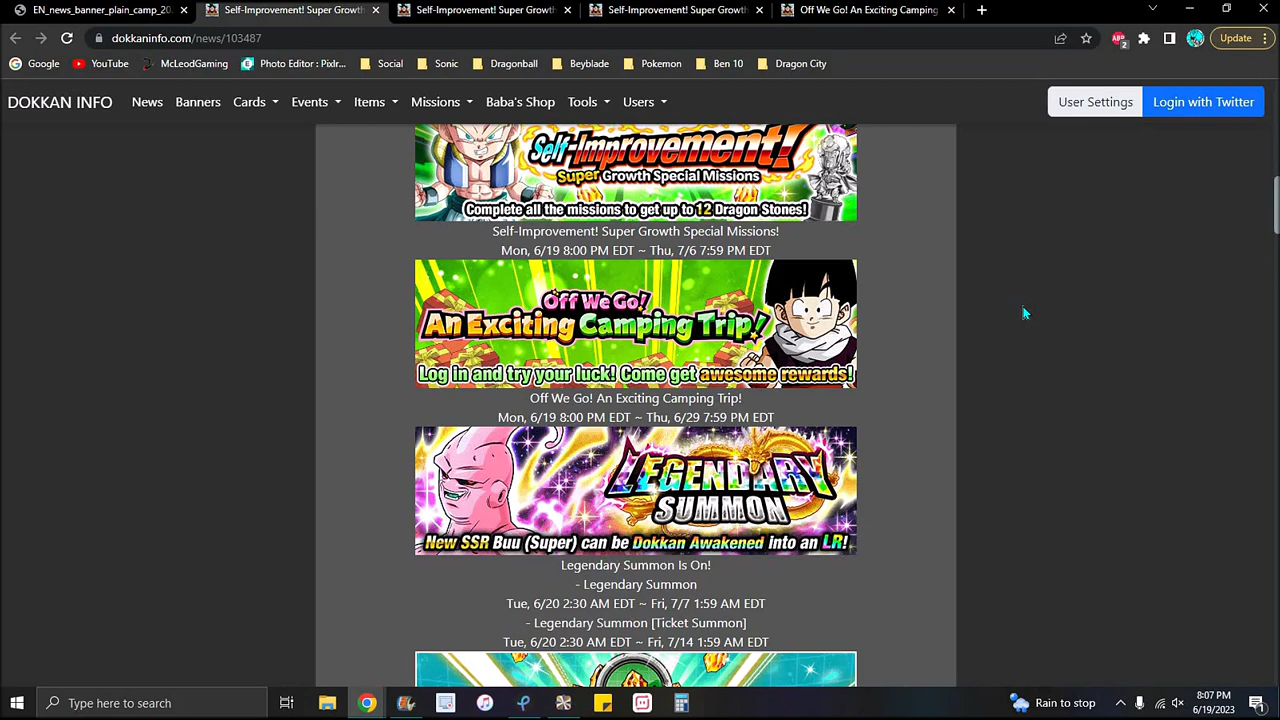 EN_news_banner_plain_camp_20
Self-Improvement! Super Growth
Self-Improvement! Super Growth
Self-Improvement! Super Growth
Off We Go! An Exciting Camping
dokkaninfo.com/news/103487
ABP
2
Update
Google
YouTube
McLeodGaming
Photo Editor : Pixlr...
Social
Sonic
Dragonball
Beyblade
Pokemon
Ben 10
Dragon City
DOKKAN INFO
News
Banners
Cards
Events
Items
Missions
Baba's Shop
Tools
Users
User Settings
Login with Twitter
Self-Improvement!
Super Growth Special Missions
Complete all the missions to get up to 12 Dragon Stones!
Self-Improvement! Super Growth Special Missions!
Mon, 6/19 8:00 PM EDT ~ Thu, 7/6 7:59 PM EDT
Off We Go!
An Exciting Camping Trip!
Log in and try your luck! Come get awesome rewards!
Off We Go! An Exciting Camping Trip!
Mon, 6/19 8:00 PM EDT ~ Thu, 6/29 7:59 PM EDT
LEGENDARY
SUMMON
New SSR Buu (Super) can be Dokkan Awakened into an LR!
Legendary Summon Is On!
- Legendary Summon
Tue, 6/20 2:30 AM EDT ~ Fri, 7/7 1:59 AM EDT
- Legendary Summon [Ticket Summon]
Tue, 6/20 2:30 AM EDT ~ Fri, 7/14 1:59 AM EDT
Type here to search
Rain to stop
8:07 PM
6/19/2023